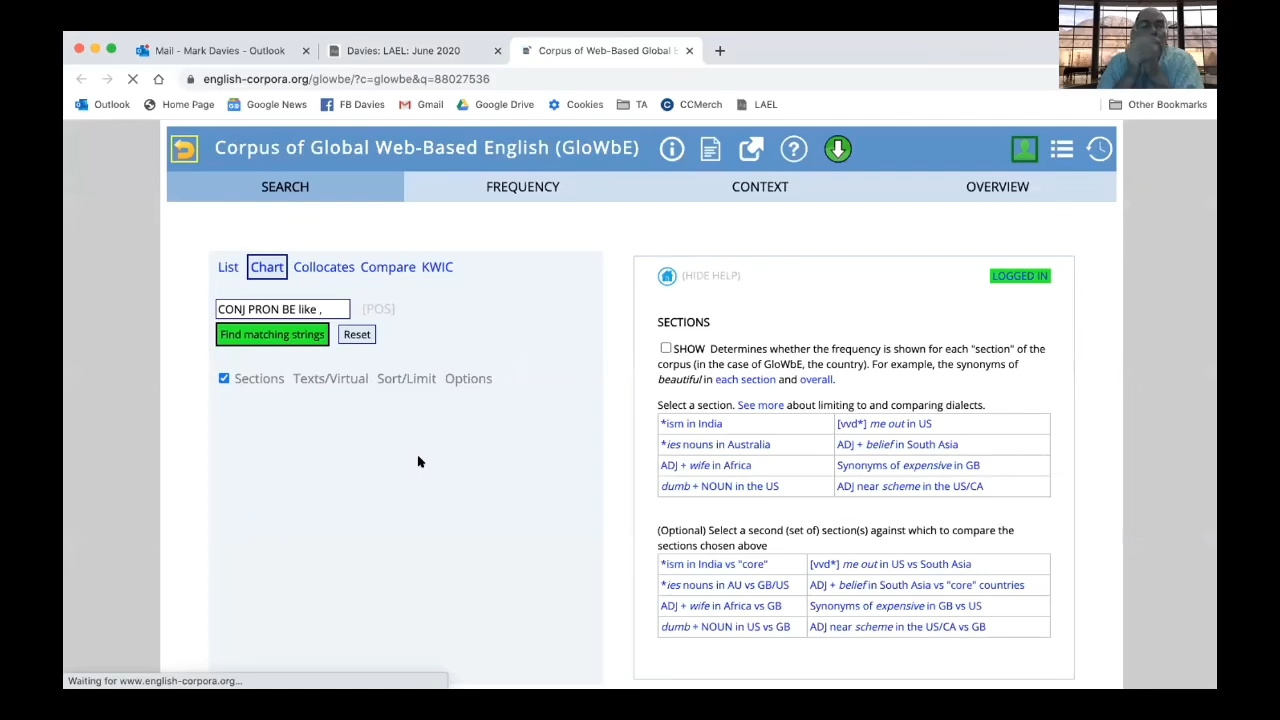 Mail - Mark Davies - Outlook
Davies: LAEL: June 2020
Corpus of Web-Based Global E
english-corpora.org/glowbe/?c=glowbe&q=88027536
Outlook Home Page Google News FB Davies Gmail Google Drive Cookies TA CCMerch LAEL Other Bookmarks
Corpus of Global Web-Based English (GloWbE)
SEARCH FREQUENCY CONTEXT OVERVIEW
List Chart Collocates Compare KWIC
CONJ PRON BE like , [POS]
Find matching strings Reset
Sections Texts/Virtual Sort/Limit Options
(HIDE HELP) LOGGED IN
SECTIONS
SHOW Determines whether the frequency is shown for each "section" of the
corpus (in the case of GloWbE, the country). For example, the synonyms of
beautiful in each section and overall.
Select a section. See more about limiting to and comparing dialects.
*ism in India [vvd*] me out in US
*ies nouns in Australia ADJ + belief in South Asia
ADJ + wife in Africa Synonyms of expensive in GB
dumb + NOUN in the US ADJ near scheme in the US/CA
(Optional) Select a second (set of) section(s) against which to compare the
sections chosen above
*ism in India vs "core" [vvd*] me out in US vs South Asia
*ies nouns in AU vs GB/US ADJ + belief in South Asia vs "core" countries
ADJ + wife in Africa vs GB Synonyms of expensive in GB vs US
dumb + NOUN in US vs GB ADJ near scheme in the US/CA vs GB
Waiting for www.english-corpora.org...